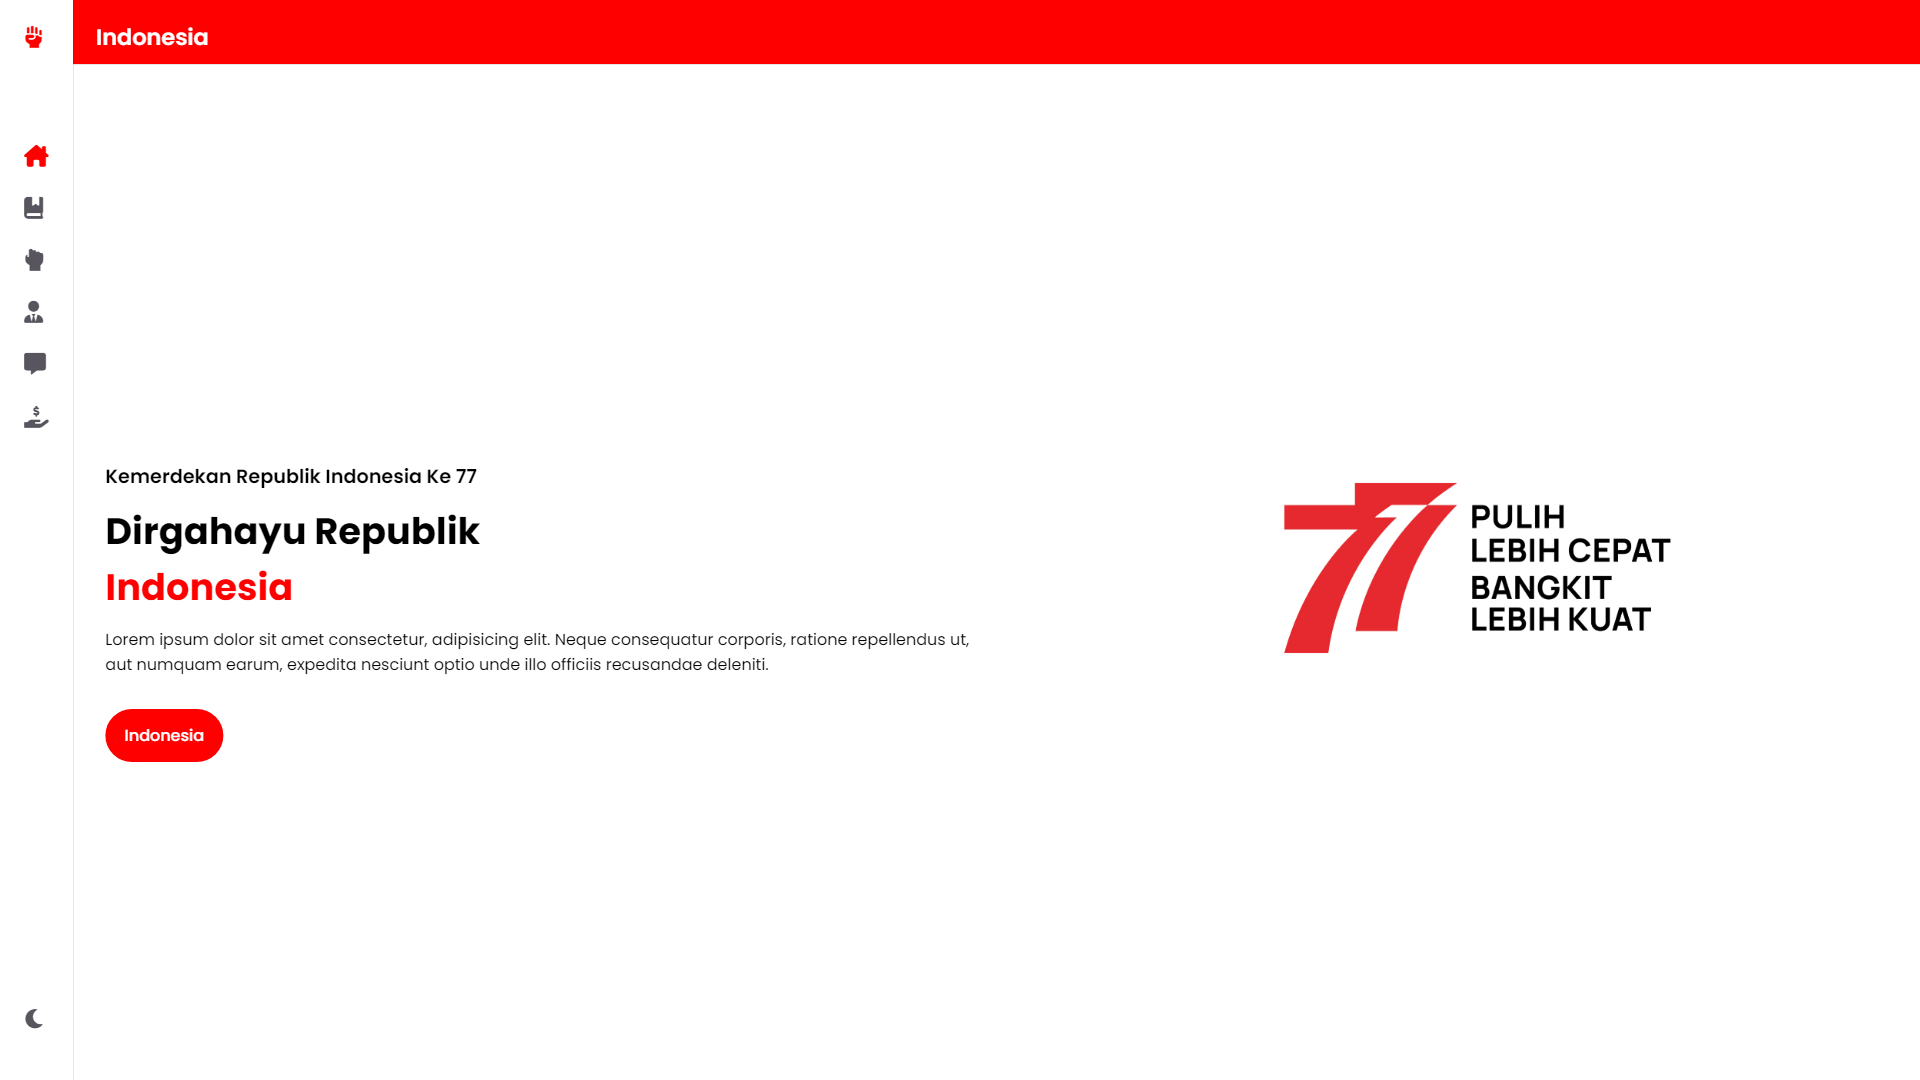 Indonesia
Kemerdekan Republik Indonesia Ke 77
Dirgahayu Republik
Indonesia
Lorem ipsum dolor sit amet consectetur, adipisicing elit. Neque consequatur corporis, ratione repellendus ut,
aut numquam earum, expedita nesciunt optio unde illo officiis recusandae deleniti.
Indonesia
77
PULIH
LEBIH CEPAT
BANGKIT
LEBIH KUAT